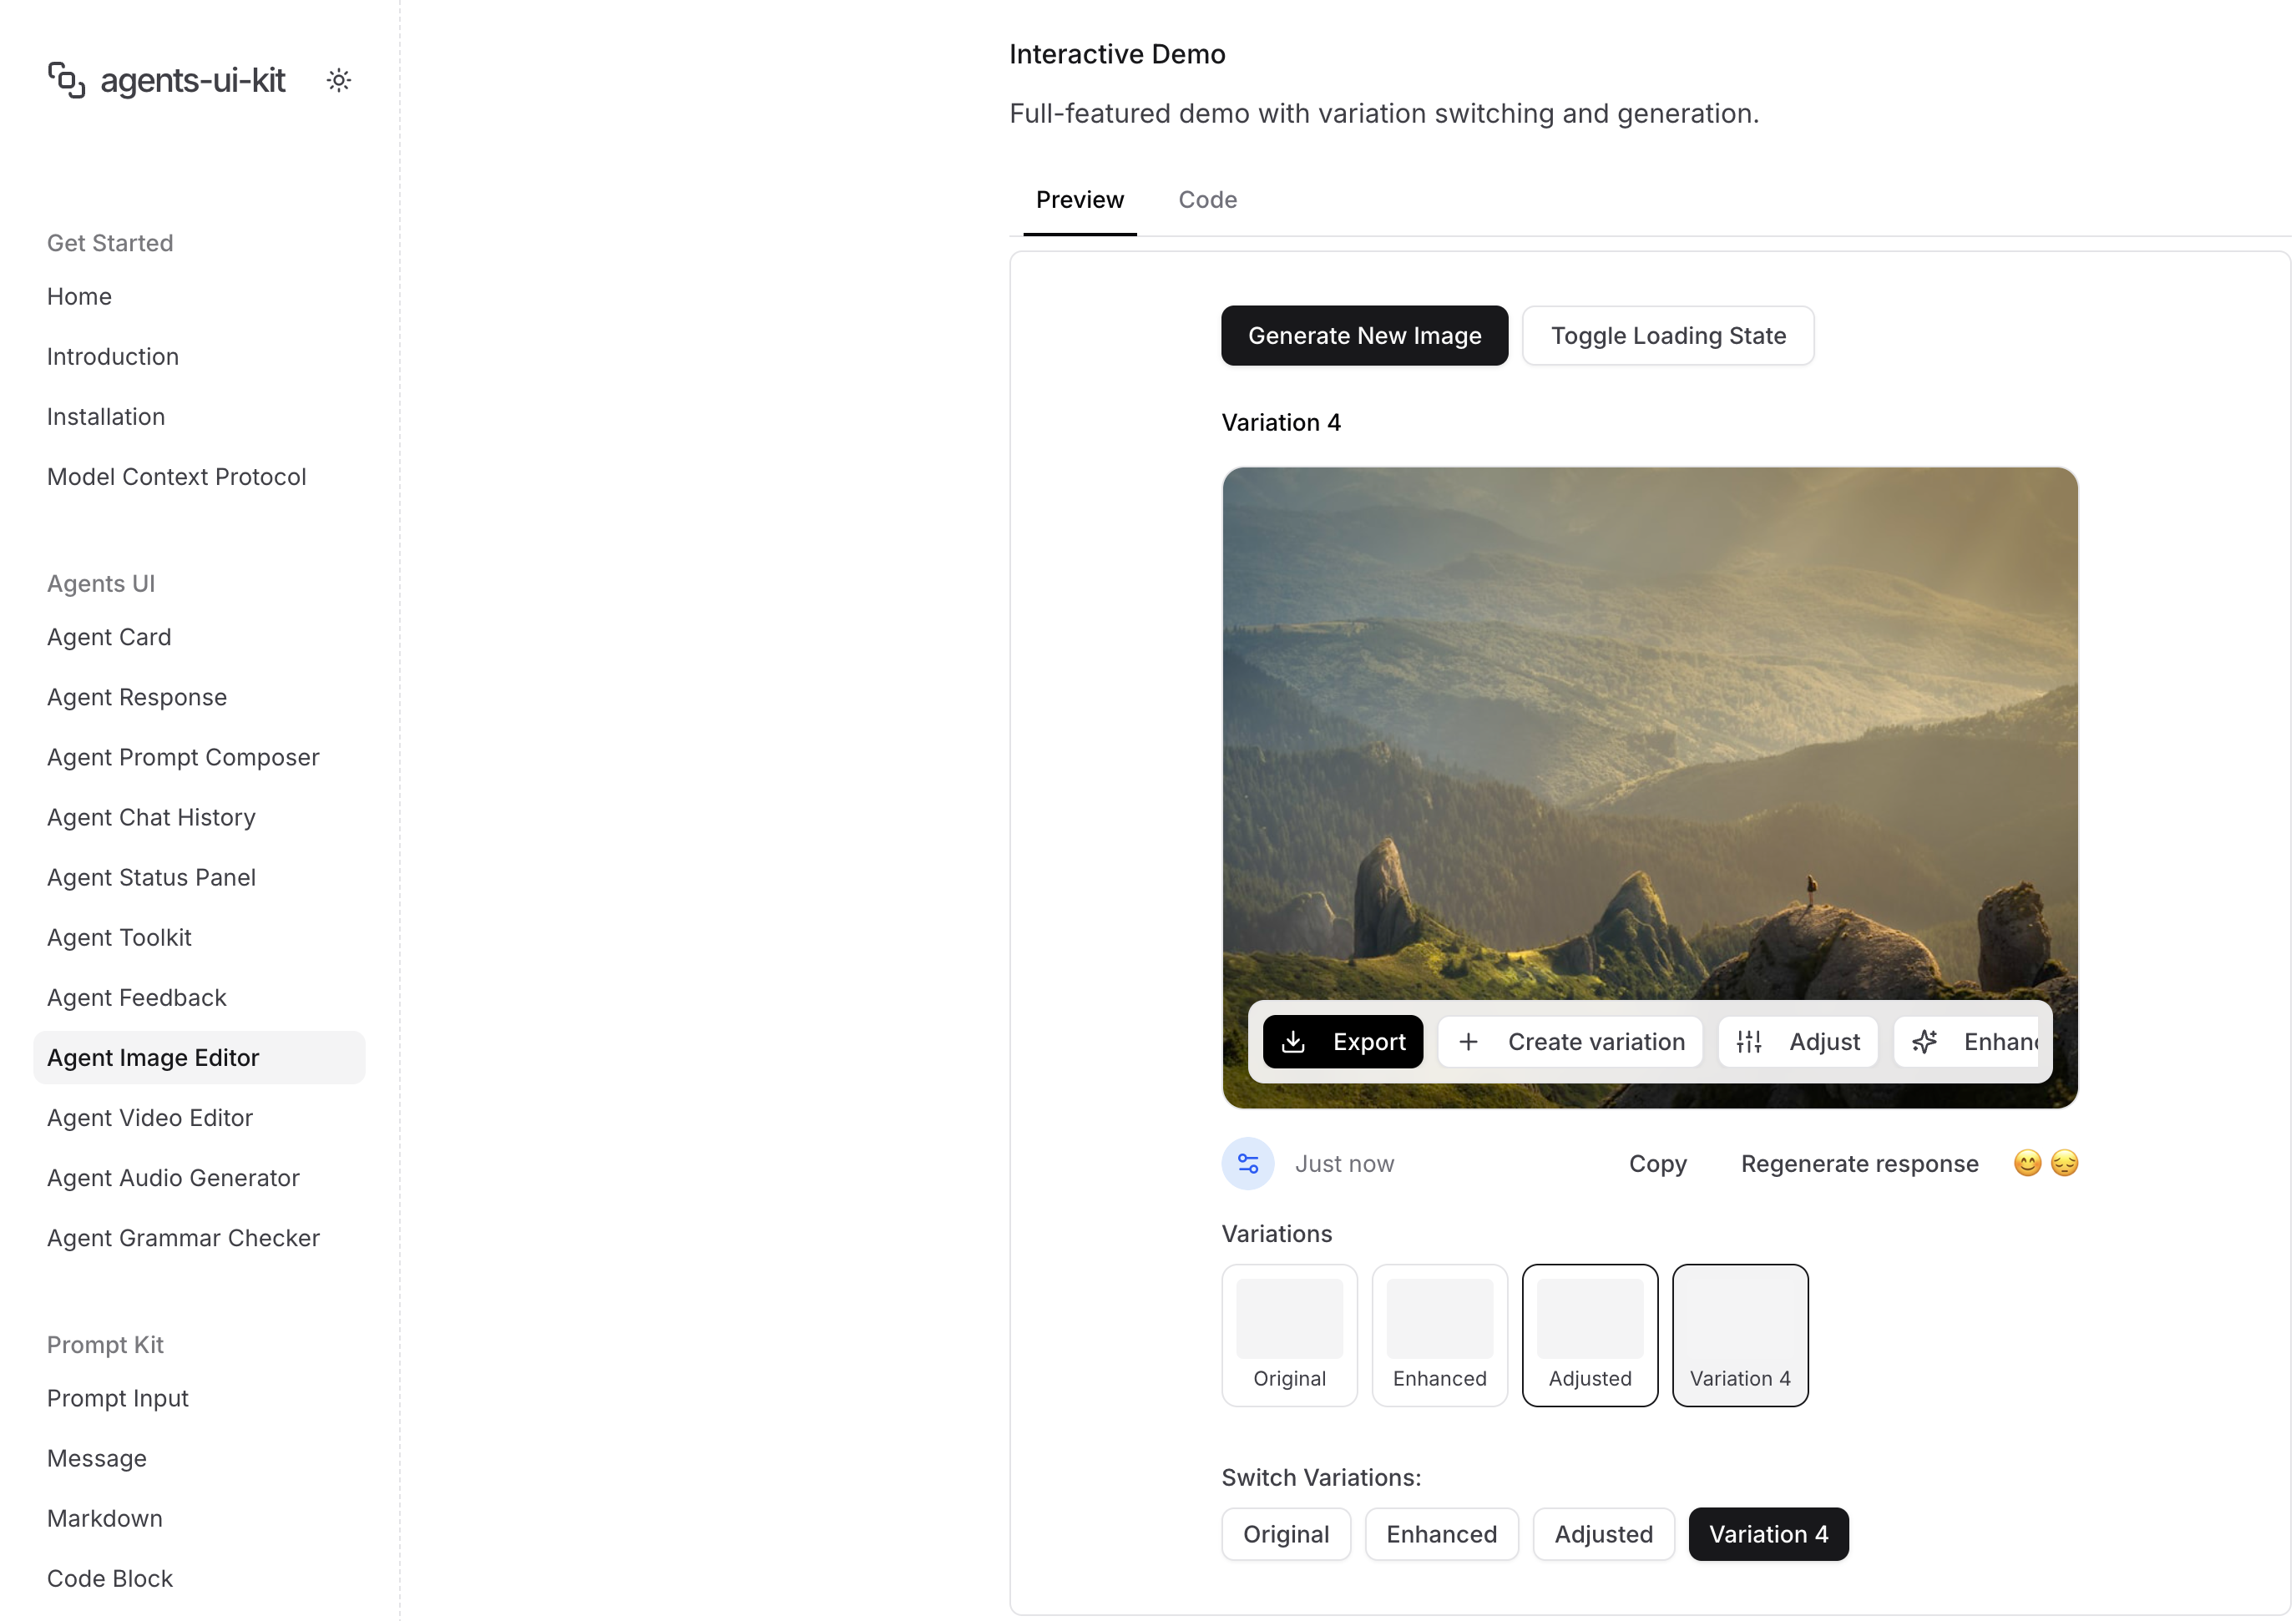 agents-ui-kit
Get Started
Home
Introduction
Installation
Model Context Protocol
Agents UI
Agent Card
Agent Response
Agent Prompt Composer
Agent Chat History
Agent Status Panel
Agent Toolkit
Agent Feedback
Agent Image Editor
Agent Video Editor
Agent Audio Generator
Agent Grammar Checker
Prompt Kit
Prompt Input
Message
Markdown
Code Block
Interactive Demo
Full-featured demo with variation switching and generation.
Preview Code
Generate New Image Toggle Loading State
Variation 4
Export Create variation Adjust Enhanc
Just now Copy Regenerate response 😊 😔
Variations
Original Enhanced Adjusted Variation 4
Switch Variations:
Original Enhanced Adjusted Variation 4